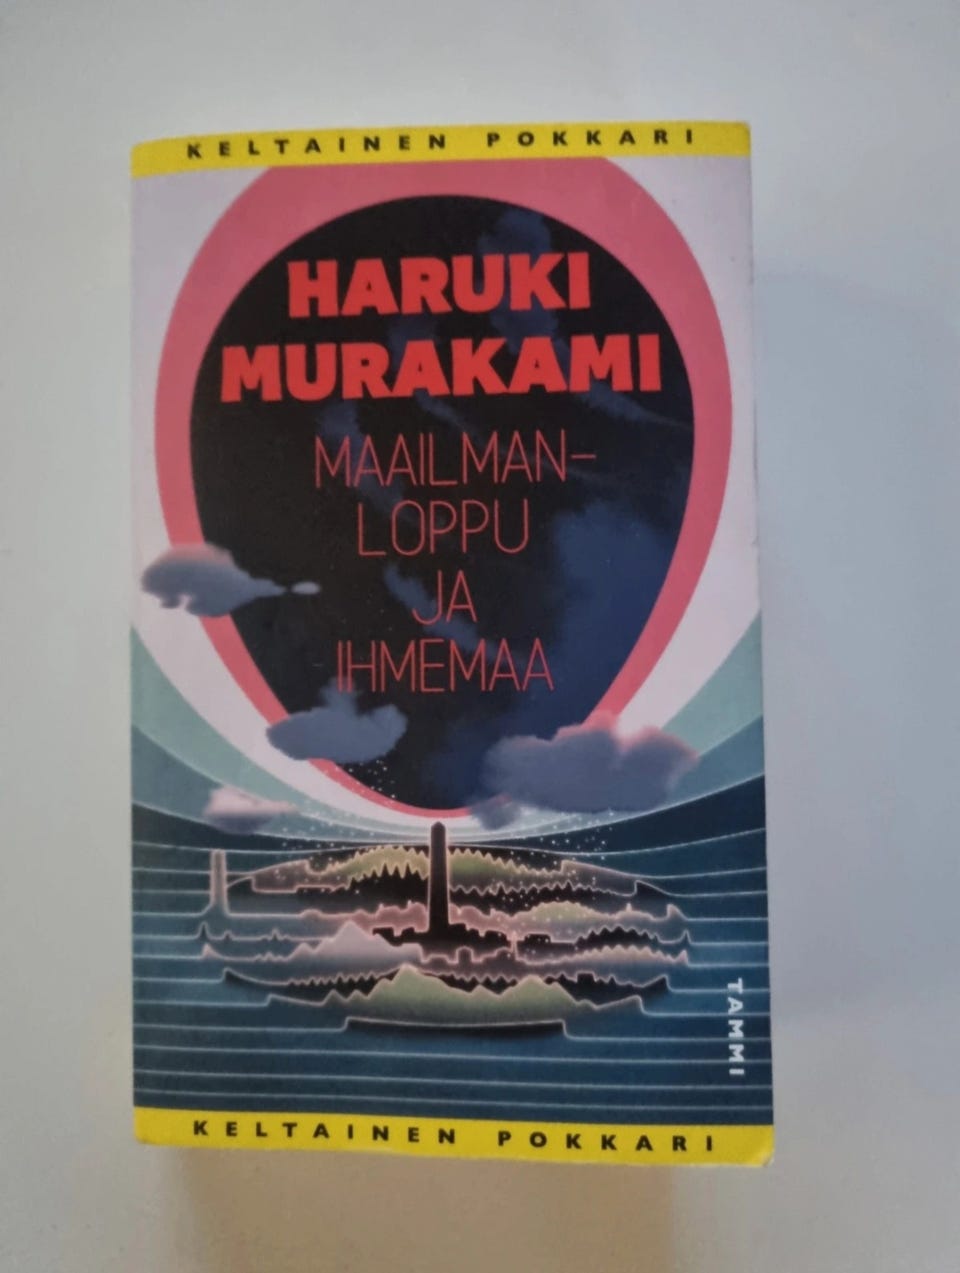 KELTAINEN POKKARI
HARUKI
MURAKAMI
MAAILMAN-
LOPPU
JA
IHMEMAA
TAMMI
KELTAINEN POKKARI